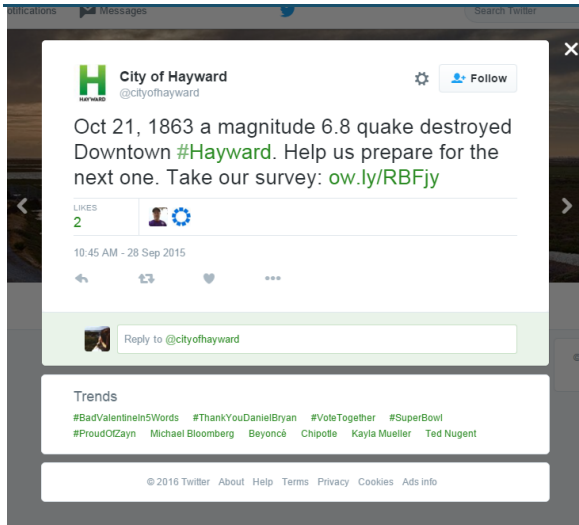 otifications Messages Search Twitter
City of Hayward
@cityofhayward
Follow
HAYWARD
Oct 21, 1863 a magnitude 6.8 quake destroyed
Downtown #Hayward. Help us prepare for the
next one. Take our survey: ow.ly/RBFjy
LIKES
2
10:45 AM - 28 Sep 2015
Reply to @cityofhayward
Trends
#BadValentineIn5Words #ThankYouDanielBryan #VoteTogether #SuperBowl
#ProudOfZayn Michael Bloomberg Beyoncé Chipotle Kayla Mueller Ted Nugent
© 2016 Twitter About Help Terms Privacy Cookies Ads info